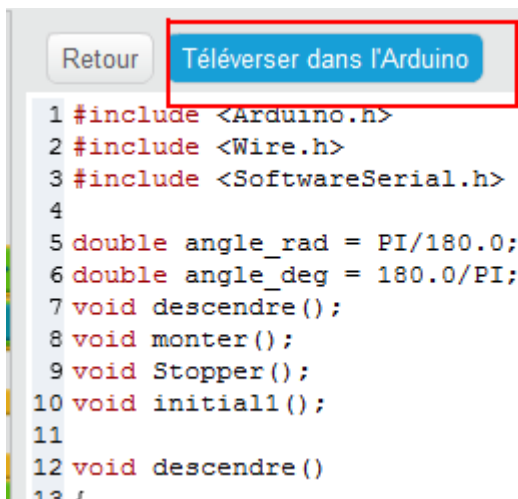 Retour Téléverser dans l'Arduino
1 #include <Arduino.h>
2 #include <Wire.h>
3 #include <SoftwareSerial.h>
4
5 double angle_rad = PI/180.0;
6 double angle_deg = 180.0/PI;
7 void descendre();
8 void monter();
9 void Stopper();
10 void initial1();
11
12 void descendre()
13 {